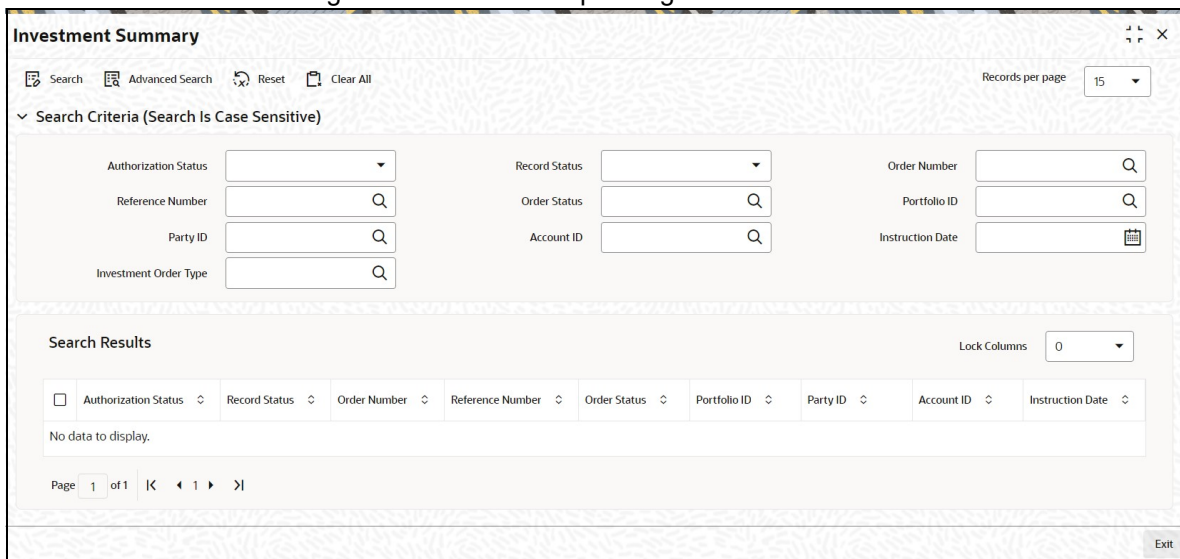 Investment Summary
Search Advanced Search Reset Clear All Records per page 15
Search Criteria (Search Is Case Sensitive)
Authorization Status Record Status Order Number
Reference Number Order Status Portfolio ID
Party ID Account ID Instruction Date
Investment Order Type
Search Results Lock Columns 0
Authorization Status Record Status Order Number Reference Number Order Status Portfolio ID Party ID Account ID Instruction Date
No data to display.
Page 1 of 1 1
Exit